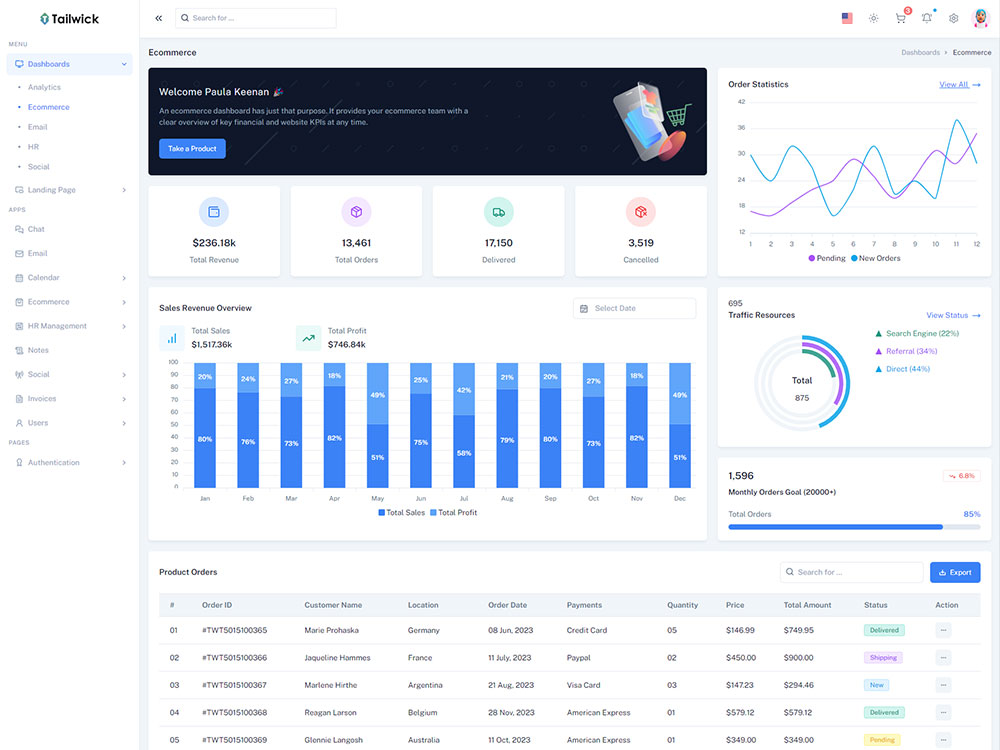 Tailwick
Search for ...
3
MENU
Dashboards
Analytics
Ecommerce
Email
HR
Social
Landing Page
APPS
Chat
Email
Calendar
Ecommerce
HR Management
Notes
Social
Invoices
Users
PAGES
Authentication
Ecommerce
Dashboards
Ecommerce
Welcome Paula Keenan 🎉
An ecommerce dashboard has just that purpose. It provides your ecommerce team with a
clear overview of key financial and website KPIs at any time.
Take a Product
$236.18k
Total Revenue
13,461
Total Orders
17,150
Delivered
3,519
Cancelled
Order Statistics
View All →
42
36
30
24
18
12
1 2 3 4 5 6 7 8 9 10 11 12
Pending New Orders
Sales Revenue Overview
Select Date
Total Sales
$1,517.36k
Total Profit
$746.84k
100
90
80
70
60
50
40
30
20
10
0
20% 24% 27% 18% 49% 25% 42% 21% 20% 27% 18% 49%
80% 76% 73% 82% 51% 75% 58% 79% 80% 73% 82% 51%
Jan Feb Mar Apr May Jun Jul Aug Sep Oct Nov Dec
Total Sales Total Profit
695
Traffic Resources
View Status →
Total
875
Search Engine (22%)
Referral (34%)
Direct (44%)
1,596
6.8%
Monthly Orders Goal (20000+)
Total Orders
85%
Product Orders
Search for ...
Export
# Order ID Customer Name Location Order Date Payments Quantity Price Total Amount Status Action
01 #TWT5015100365 Marie Prohaska Germany 08 Jun, 2023 Credit Card 05 $146.99 $749.95 Delivered
02 #TWT5015100366 Jaqueline Hammes France 11 July, 2023 Paypal 02 $450.00 $900.00 Shipping
03 #TWT5015100367 Marlene Hirthe Argentina 21 Aug, 2023 Visa Card 03 $147.23 $294.46 New
04 #TWT5015100368 Reagan Larson Belgium 28 Nov, 2023 American Express 01 $579.12 $579.12 Delivered
05 #TWT5015100369 Glennie Langosh Australia 11 Oct, 2023 American Express 01 $349.00 $349.00 Pending